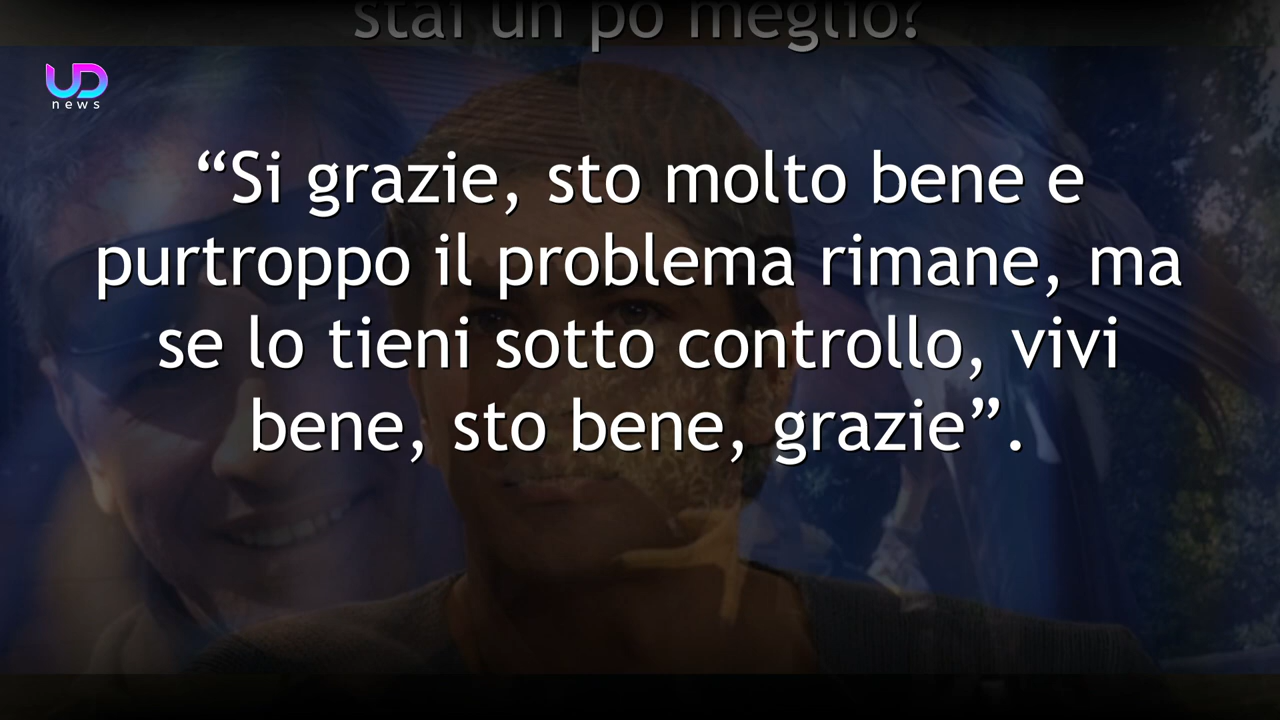 stai un po meglio?
UD
news
“Si grazie, sto molto bene e
purtroppo il problema rimane, ma
se lo tieni sotto controllo, vivi
bene, sto bene, grazie”.